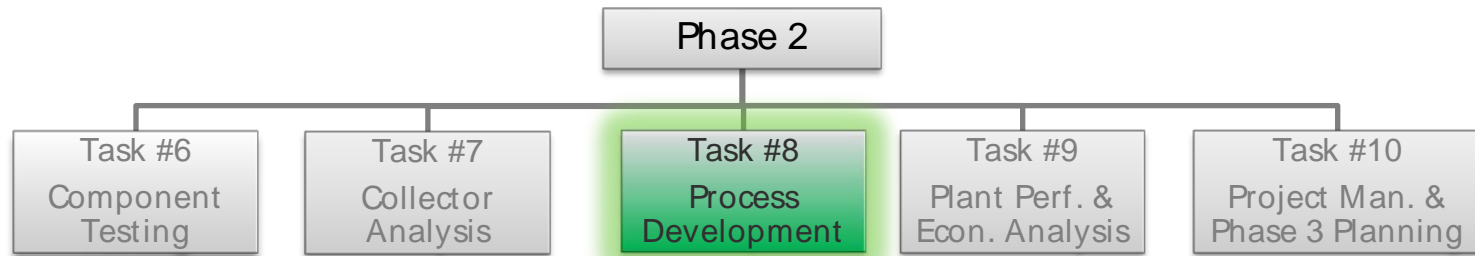 Phase 2
Task #6
Component
Testing
Task #7
Collector
Analysis
Task #8
Process
Development
Task #9
Plant Perf. &
Econ. Analysis
Task #10
Project Man. &
Phase 3 Planning